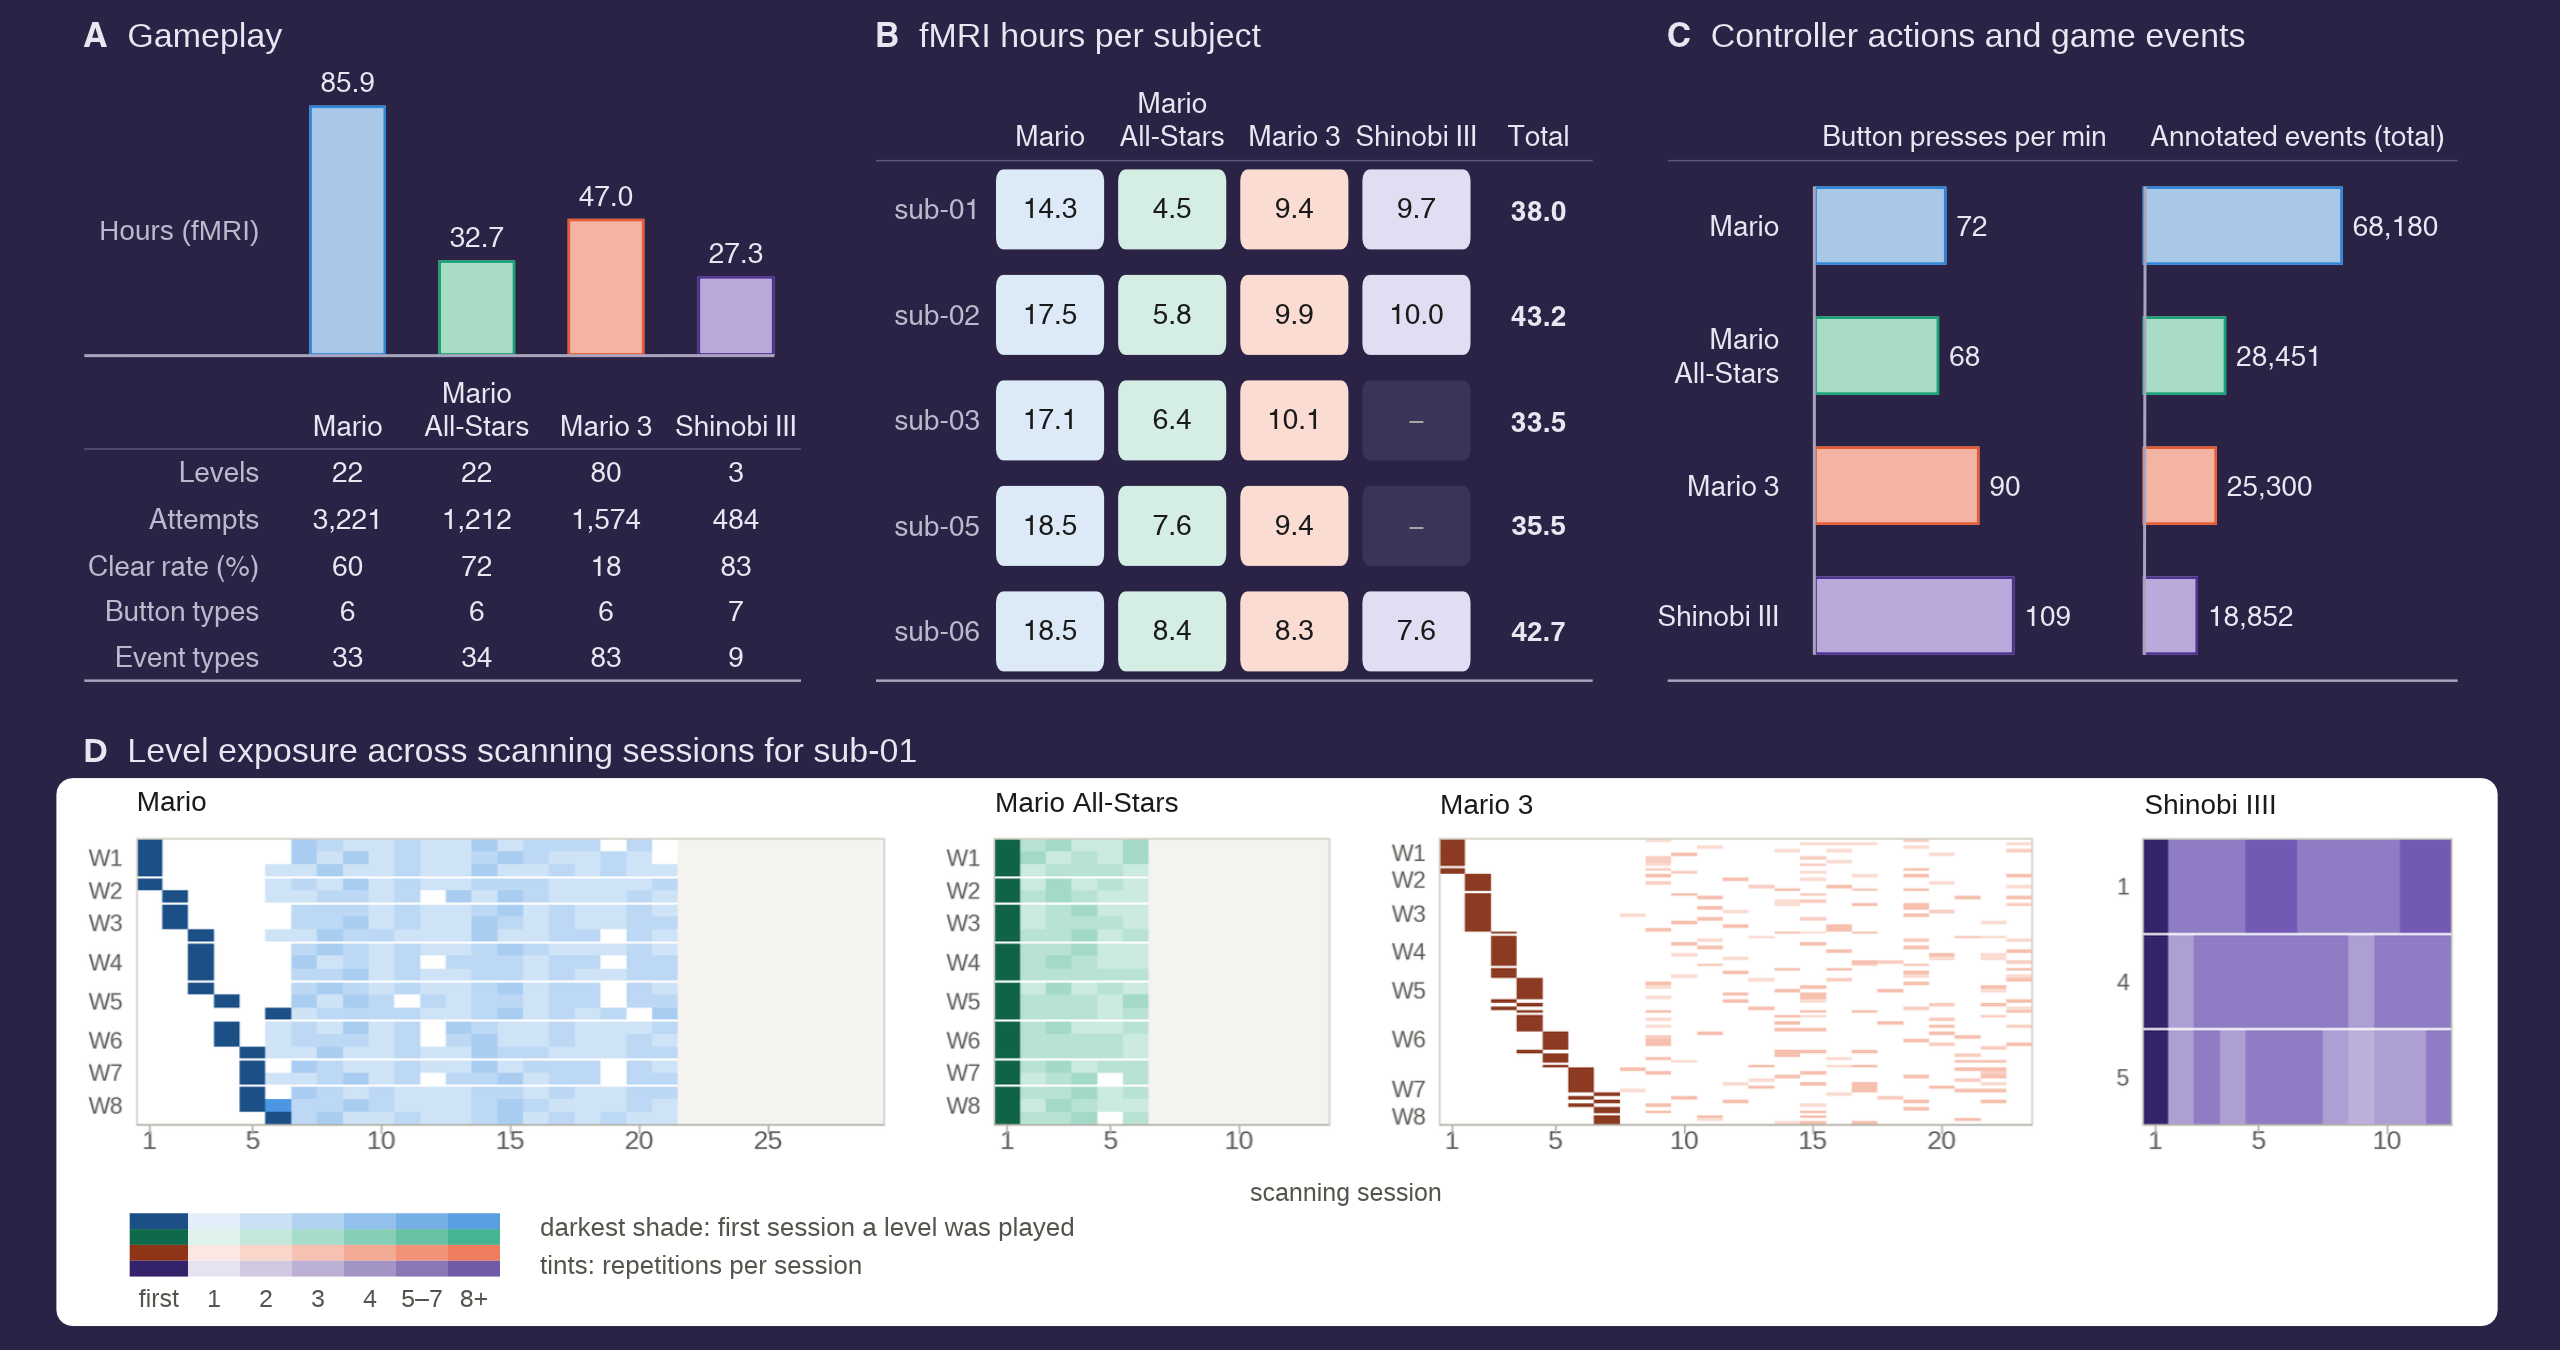 A Gameplay
85.9
32.7
47.0
27.3
Hours (fMRI)
Mario
Mario
All-Stars
Mario 3
Shinobi III
Levels 22 22 80 3
Attempts 3,221 1,212 1,574 484
Clear rate (%) 60 72 18 83
Button types 6 6 6 7
Event types 33 34 83 9
B fMRI hours per subject
Mario
Mario
All-Stars
Mario 3
Shinobi III
Total
sub-01 14.3 4.5 9.4 9.7 38.0
sub-02 17.5 5.8 9.9 10.0 43.2
sub-03 17.1 6.4 10.1 – 33.5
sub-05 18.5 7.6 9.4 – 35.5
sub-06 18.5 8.4 8.3 7.6 42.7
C Controller actions and game events
Button presses per min Annotated events (total)
Mario 72 68,180
Mario
All-Stars
68 28,451
Mario 3 90 25,300
Shinobi III 109 18,852
D Level exposure across scanning sessions for sub-01
Mario
W1
W2
W3
W4
W5
W6
W7
W8
1 5 10 15 20 25
Mario All-Stars
W1
W2
W3
W4
W5
W6
W7
W8
1 5 10
Mario 3
W1
W2
W3
W4
W5
W6
W7
W8
1 5 10 15 20
Shinobi IIII
1
4
5
1 5 10
scanning session
first 1 2 3 4 5–7 8+
darkest shade: first session a level was played
tints: repetitions per session